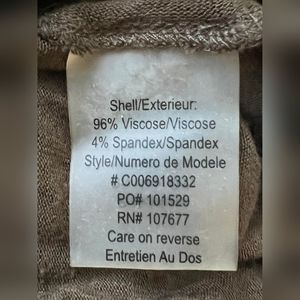 Shell/Exterieur:
96% Viscose/Viscose
4% Spandex/Spandex
Style/Numero de Modele
# C006918332
PO# 101529
RN# 107677
Care on reverse
Entretien Au Dos